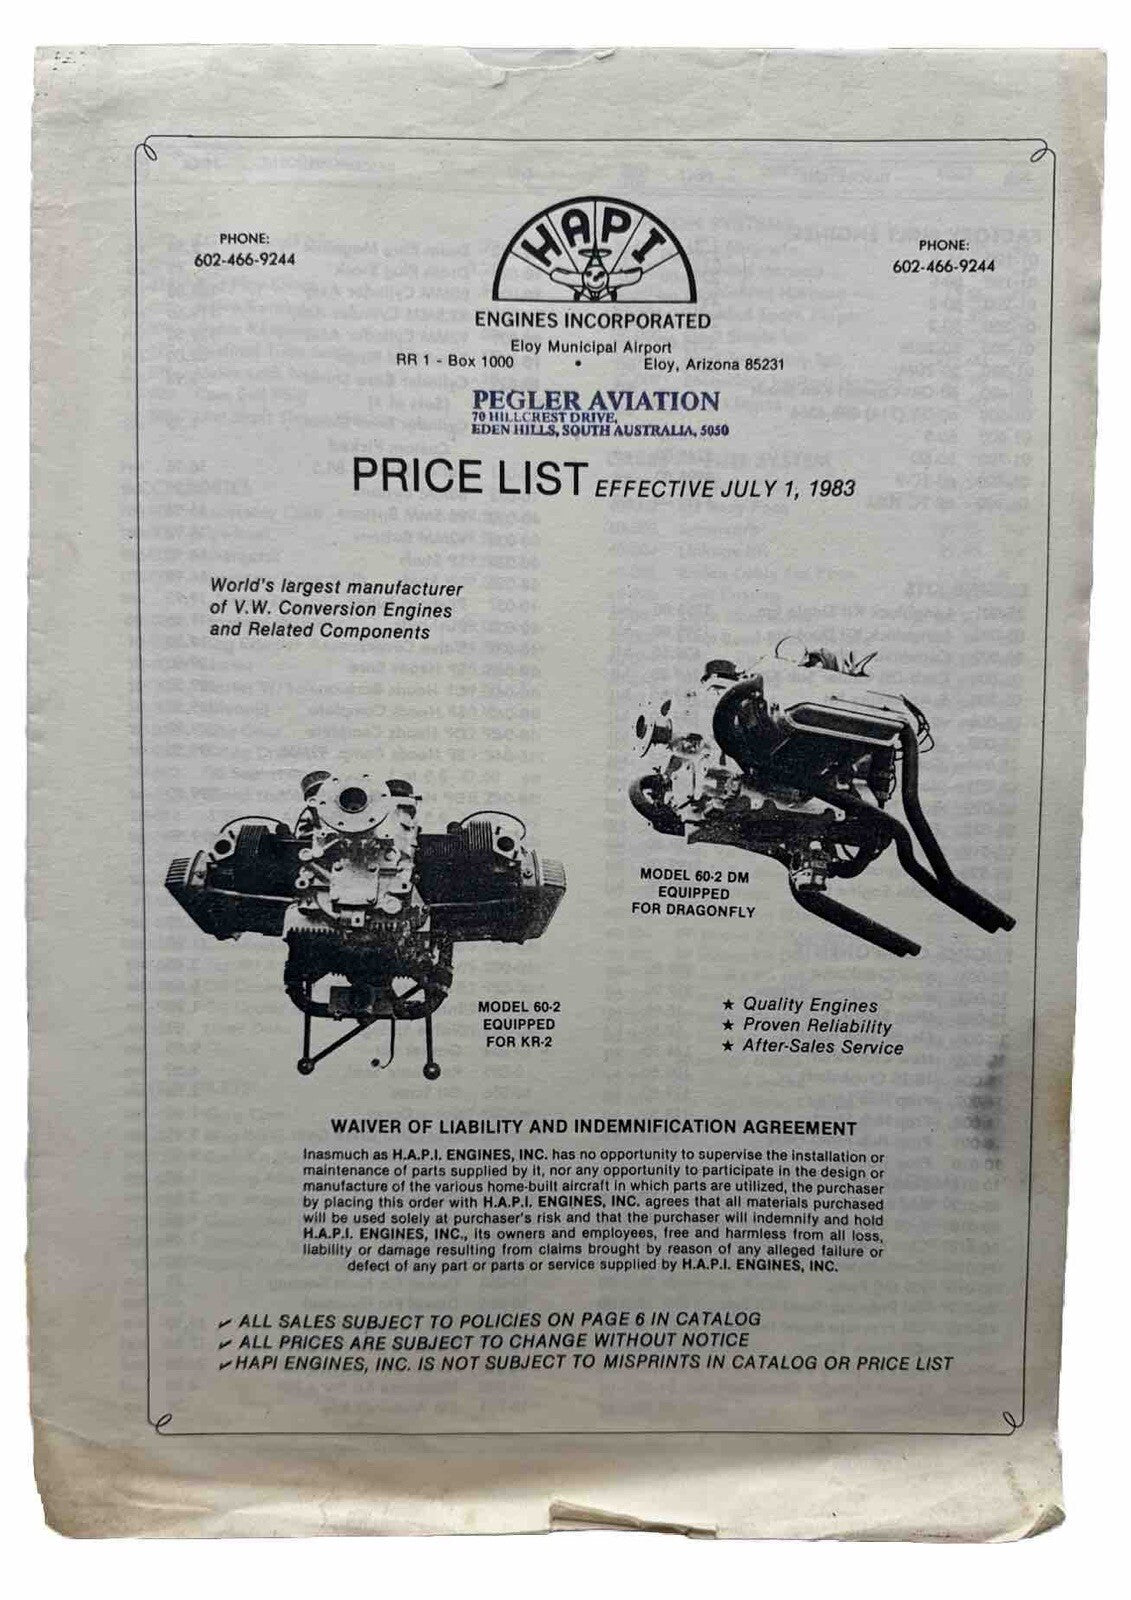 PHONE:
602-466-9244
PHONE:
602-466-9244
HAPI
ENGINES INCORPORATED
Eloy Municipal Airport
RR 1 - Box 1000 • Eloy, Arizona 85231
PEGLER AVIATION
70 HILLCREST DRIVE,
EDEN HILLS, SOUTH AUSTRALIA, 5050
PRICE LIST EFFECTIVE JULY 1, 1983
World's largest manufacturer
of V.W. Conversion Engines
and Related Components
MODEL 60-2 DM
EQUIPPED
FOR DRAGONFLY
MODEL 60-2
EQUIPPED
FOR KR-2
★ Quality Engines
★ Proven Reliability
★ After-Sales Service
WAIVER OF LIABILITY AND INDEMNIFICATION AGREEMENT
Inasmuch as H.A.P.I. ENGINES, INC. has no opportunity to supervise the installation or
maintenance of parts supplied by it, nor any opportunity to participate in the design or
manufacture of the various home-built aircraft in which parts are utilized, the purchaser
by placing this order with H.A.P.I. ENGINES, INC. agrees that all materials purchased
will be used solely at purchaser's risk and that the purchaser will indemnify and hold
H.A.P.I. ENGINES, INC., its owners and employees, free and harmless from all loss,
liability or damage resulting from claims brought by reason of any alleged failure or
defect of any part or parts or service supplied by H.A.P.I. ENGINES, INC.
✓ ALL SALES SUBJECT TO POLICIES ON PAGE 6 IN CATALOG
✓ ALL PRICES ARE SUBJECT TO CHANGE WITHOUT NOTICE
✓ HAPI ENGINES, INC. IS NOT SUBJECT TO MISPRINTS IN CATALOG OR PRICE LIST